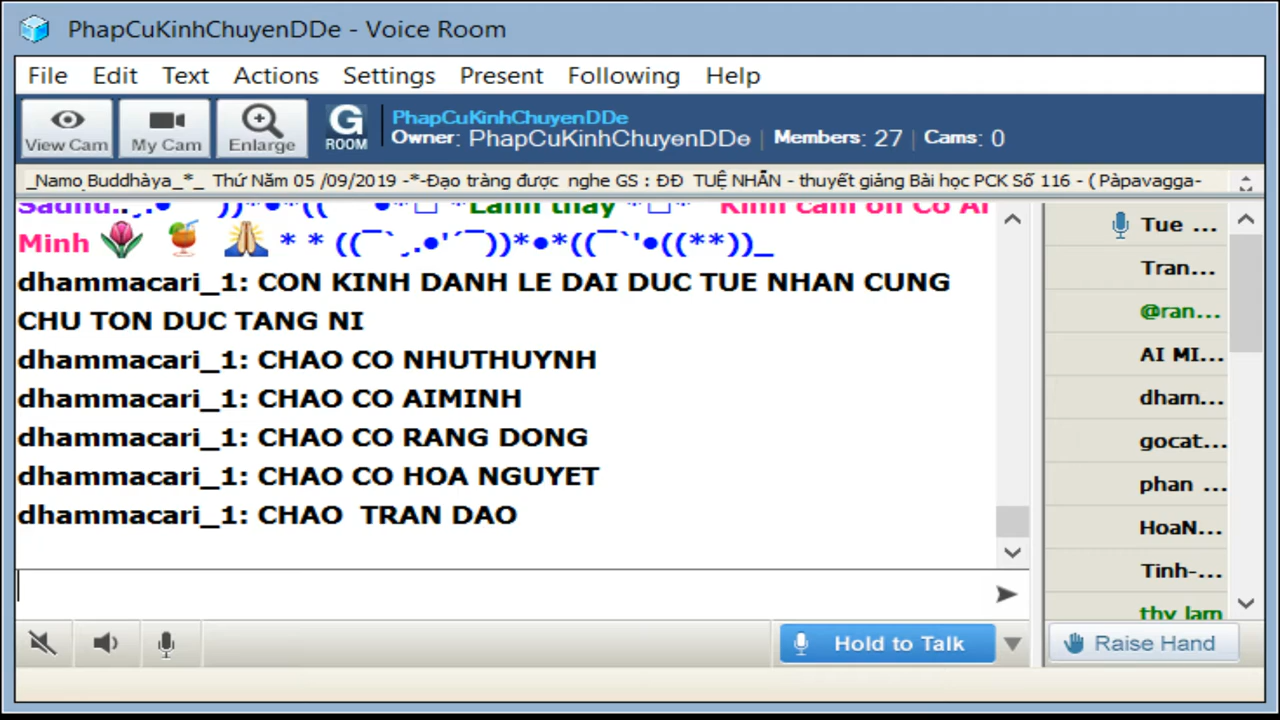 PhapCuKinhChuyenDDe - Voice Room
File Edit Text Actions Settings Present Following Help
View Cam My Cam Enlarge G ROOM
PhapCuKinhChuyenDDe
Owner: PhapCuKinhChuyenDDe | Members: 27 | Cams: 0
_Namo_Buddhàya_*_ Thứ Năm 05 /09/2019 -*-Đạo tràng được nghe GS : ĐĐ TUỆ NHẪN - thuyết giảng Bài học PCK Số 116 - ( Pàpavagga-
Minh * * ((¯`¸.●'´¯))*●*((¯`'●((**))_
dhammacari_1: CON KINH DANH LE DAI DUC TUE NHAN CUNG
CHU TON DUC TANG NI
dhammacari_1: CHAO CO NHUTHUYNH
dhammacari_1: CHAO CO AIMINH
dhammacari_1: CHAO CO RANG DONG
dhammacari_1: CHAO CO HOA NGUYET
dhammacari_1: CHAO TRAN DAO
Hold to Talk
Tue ...
Tran...
@ran...
AI MI...
dham...
gocat...
phan ...
HoaN...
Tinh-...
thy lam
Raise Hand